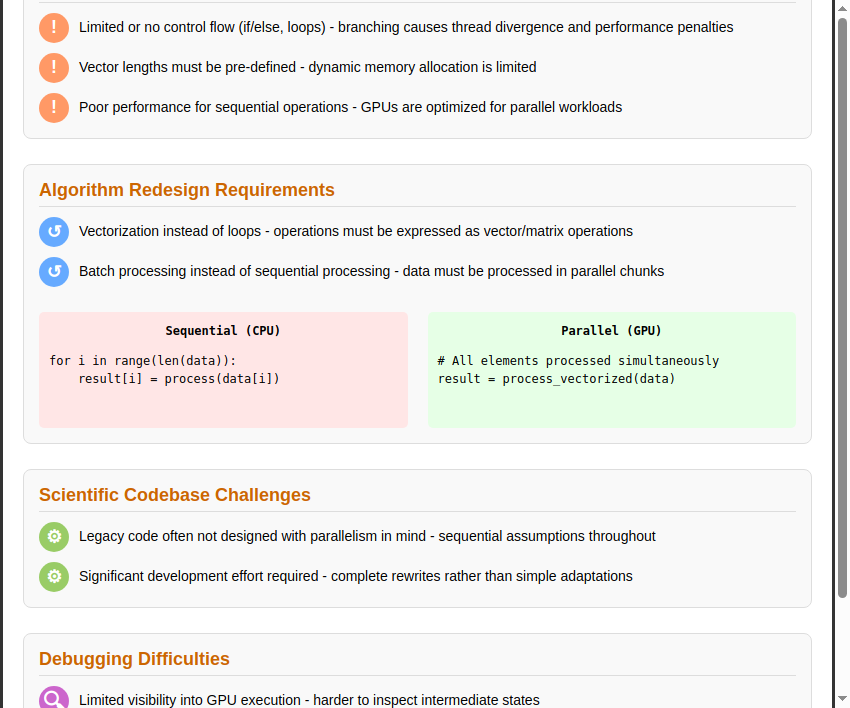 ! Limited or no control flow (if/else, loops) - branching causes thread divergence and performance penalties
! Vector lengths must be pre-defined - dynamic memory allocation is limited
! Poor performance for sequential operations - GPUs are optimized for parallel workloads
Algorithm Redesign Requirements
↺ Vectorization instead of loops - operations must be expressed as vector/matrix operations
↺ Batch processing instead of sequential processing - data must be processed in parallel chunks
Sequential (CPU)
for i in range(len(data)):
    result[i] = process(data[i])
Parallel (GPU)
# All elements processed simultaneously
result = process_vectorized(data)
Scientific Codebase Challenges
⚙ Legacy code often not designed with parallelism in mind - sequential assumptions throughout
⚙ Significant development effort required - complete rewrites rather than simple adaptations
Debugging Difficulties
Limited visibility into GPU execution - harder to inspect intermediate states